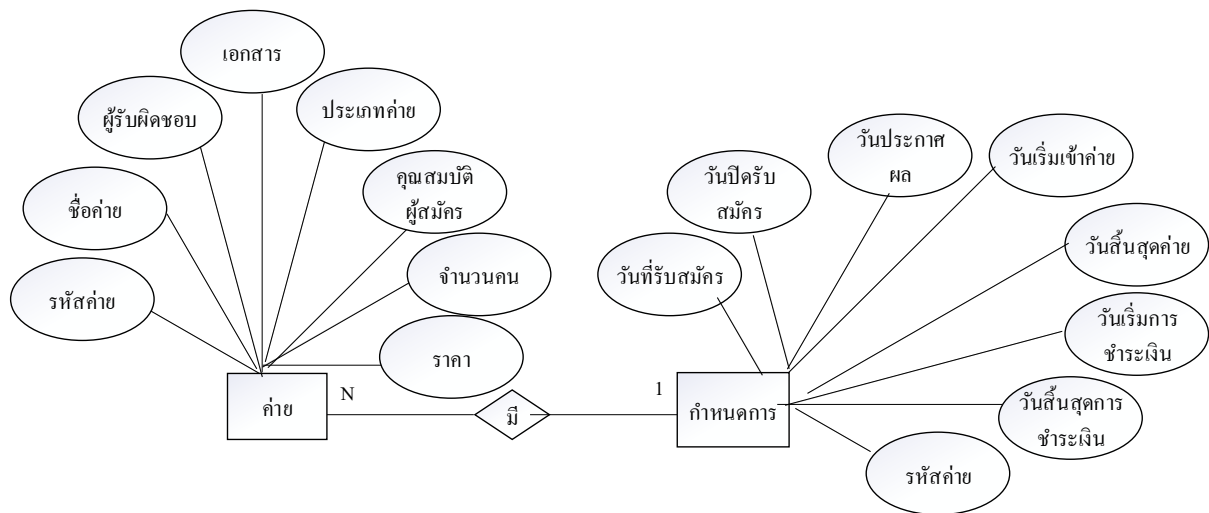 เอกสาร
ผู้รับผิดชอบ
ประเภทค่าย
ชื่อค่าย
คุณสมบัติ
ผู้สมัคร
รหัสค่าย
จำนวนคน
ราคา
ค่าย
N
มี
1
กำหนดการ
วันที่รับสมัคร
วันปิดรับ
สมัคร
วันประกาศ
ผล
วันเริ่มเข้าค่าย
วันสิ้นสุดค่าย
วันเริ่มการ
ชำระเงิน
วันสิ้นสุดการ
ชำระเงิน
รหัสค่าย